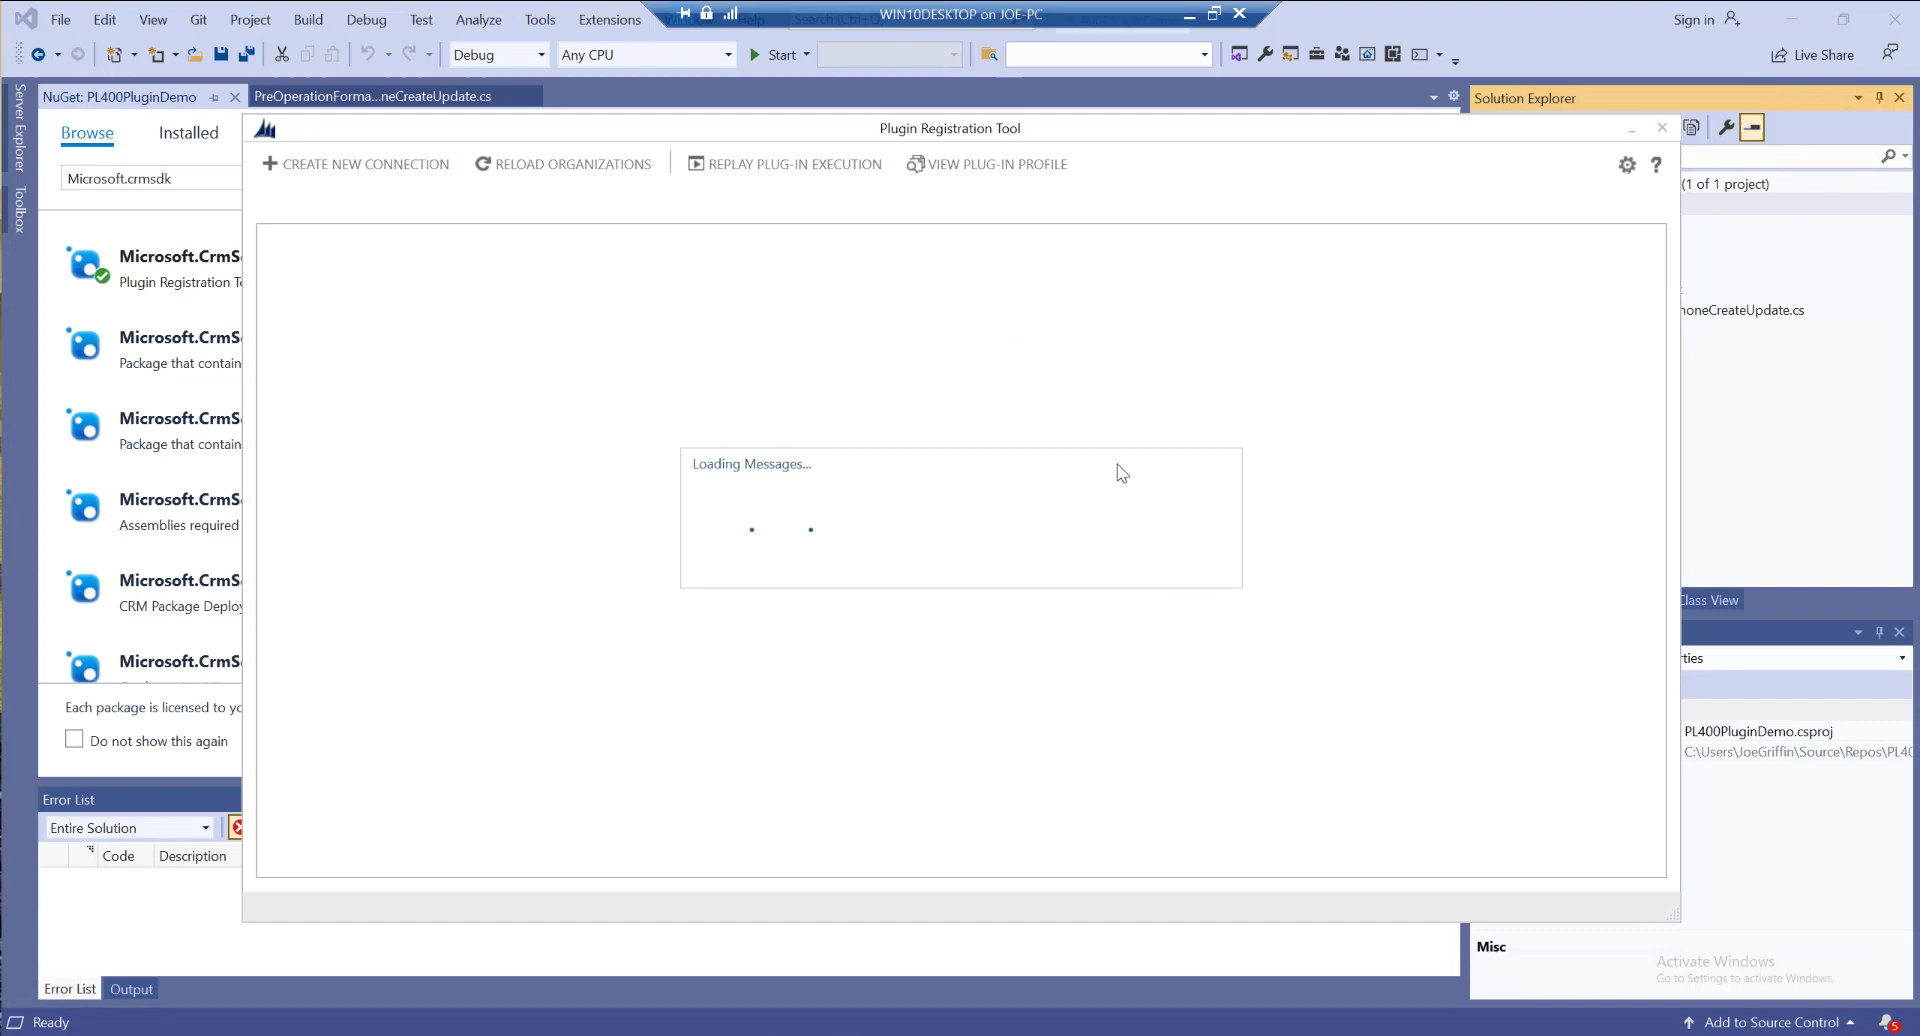 File Edit View Git Project Build Debug Test Analyze Tools Extensions
WIN10DESKTOP on JOE-PC
Sign in
Debug
Any CPU
Start
Live Share
Server Explorer
Toolbox
NuGet: PL400PluginDemo
PreOperationForma...neCreateUpdate.cs
Solution Explorer
Browse
Installed
Microsoft.crmsdk
Plugin Registration Tool
CREATE NEW CONNECTION
RELOAD ORGANIZATIONS
REPLAY PLUG-IN EXECUTION
VIEW PLUG-IN PROFILE
?
(1 of 1 project)
Microsoft.CrmS
Plugin Registration T
Microsoft.CrmS
Package that contain
Microsoft.CrmS
Package that contain
Microsoft.CrmS
Assemblies required
Microsoft.CrmS
CRM Package Deplo
Microsoft.CrmS
honeCreateUpdate.cs
Loading Messages...
Class View
Each package is licensed to yo
Do not show this again
rties
PL400PluginDemo.csproj
C:\Users\JoeGriffin\Source\Repos\PL40
Error List
Entire Solution
Code
Description
Misc
Activate Windows
Go to Settings to activate Windows.
Error List
Output
Ready
Add to Source Control
5